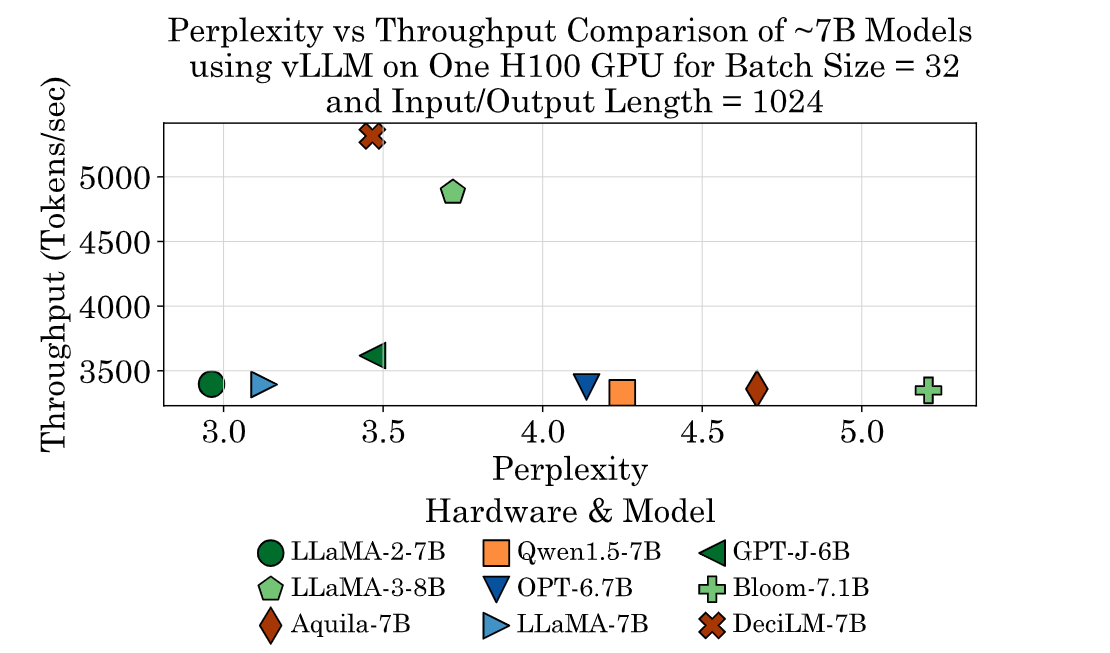 Perplexity vs Throughput Comparison of ~7B Models
using vLLM on One H100 GPU for Batch Size = 32
and Input/Output Length = 1024
Throughput (Tokens/sec)
5000
4500
4000
3500
3.0 3.5 4.0 4.5 5.0
Perplexity
Hardware & Model
LLaMA-2-7B Qwen1.5-7B GPT-J-6B
LLaMA-3-8B OPT-6.7B Bloom-7.1B
Aquila-7B LLaMA-7B DeciLM-7B